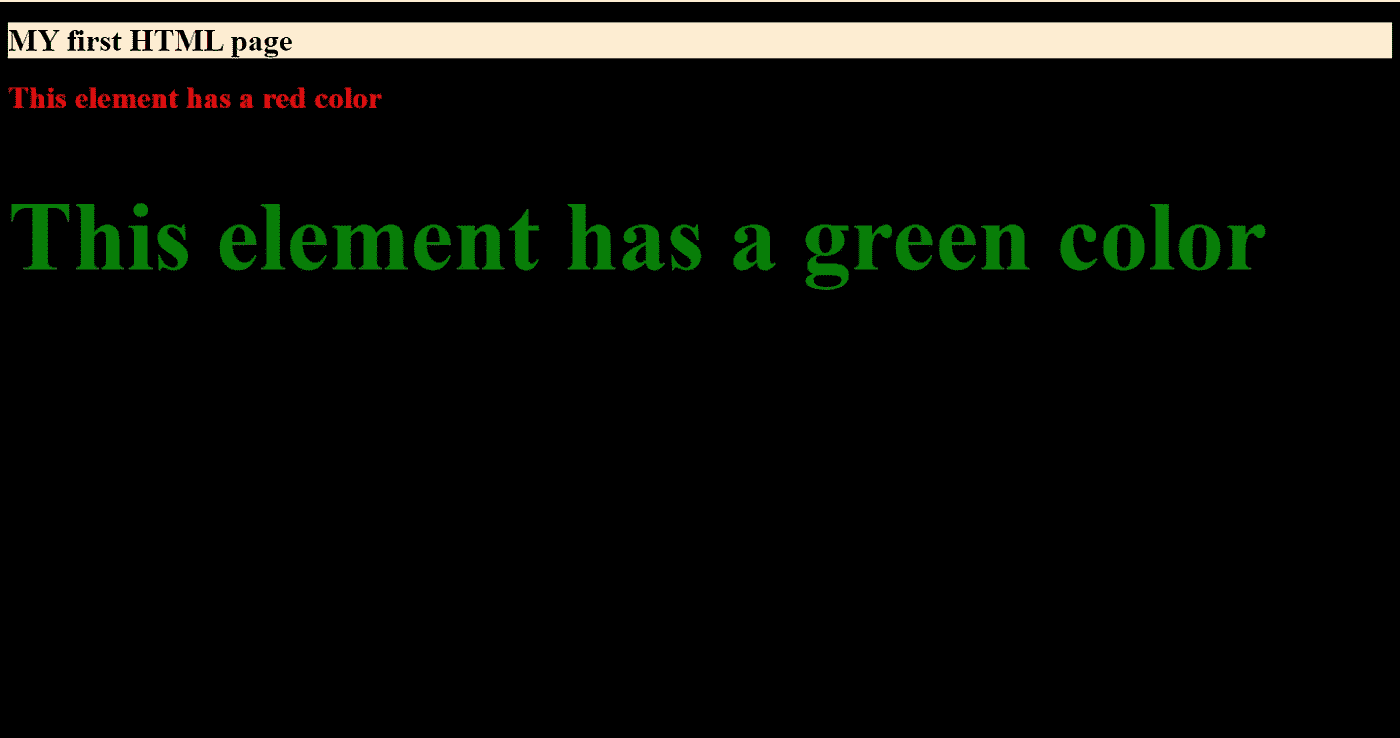 MY first HTML page
This element has a red color
This element has a green color